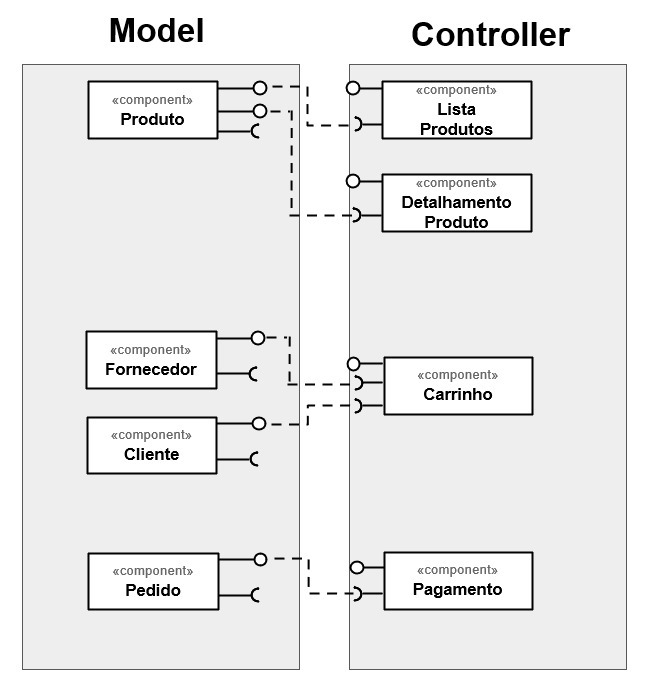 Model
Controller
«component»
Produto
«component»
Lista
Produtos
«component»
Detalhamento
Produto
«component»
Fornecedor
«component»
Carrinho
«component»
Cliente
«component»
Pedido
«component»
Pagamento